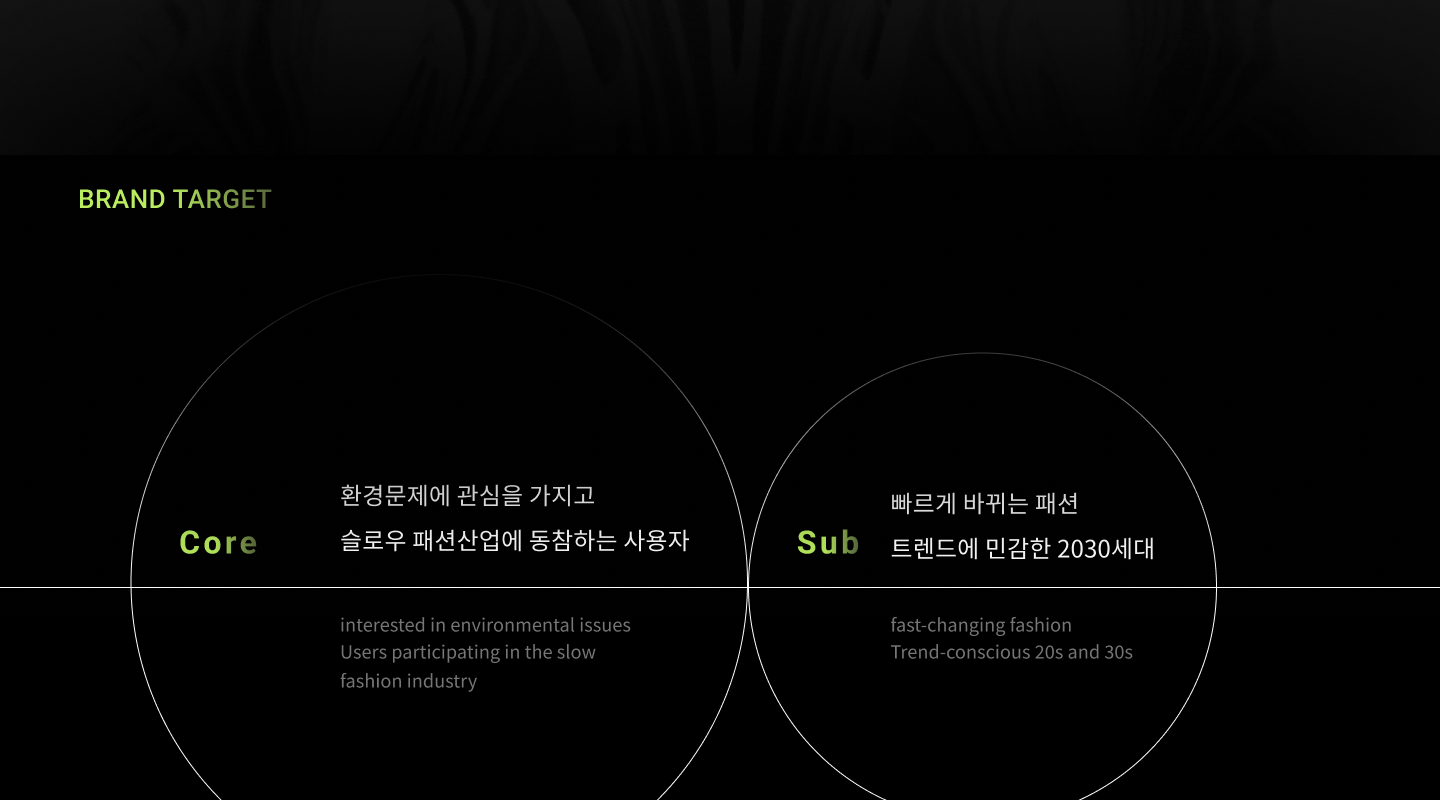 BRAND TARGET
Core
환경문제에 관심을 가지고
슬로우 패션산업에 동참하는 사용자
interested in environmental issues
Users participating in the slow
fashion industry
Sub
빠르게 바뀌는 패션
트렌드에 민감한 2030세대
fast-changing fashion
Trend-conscious 20s and 30s